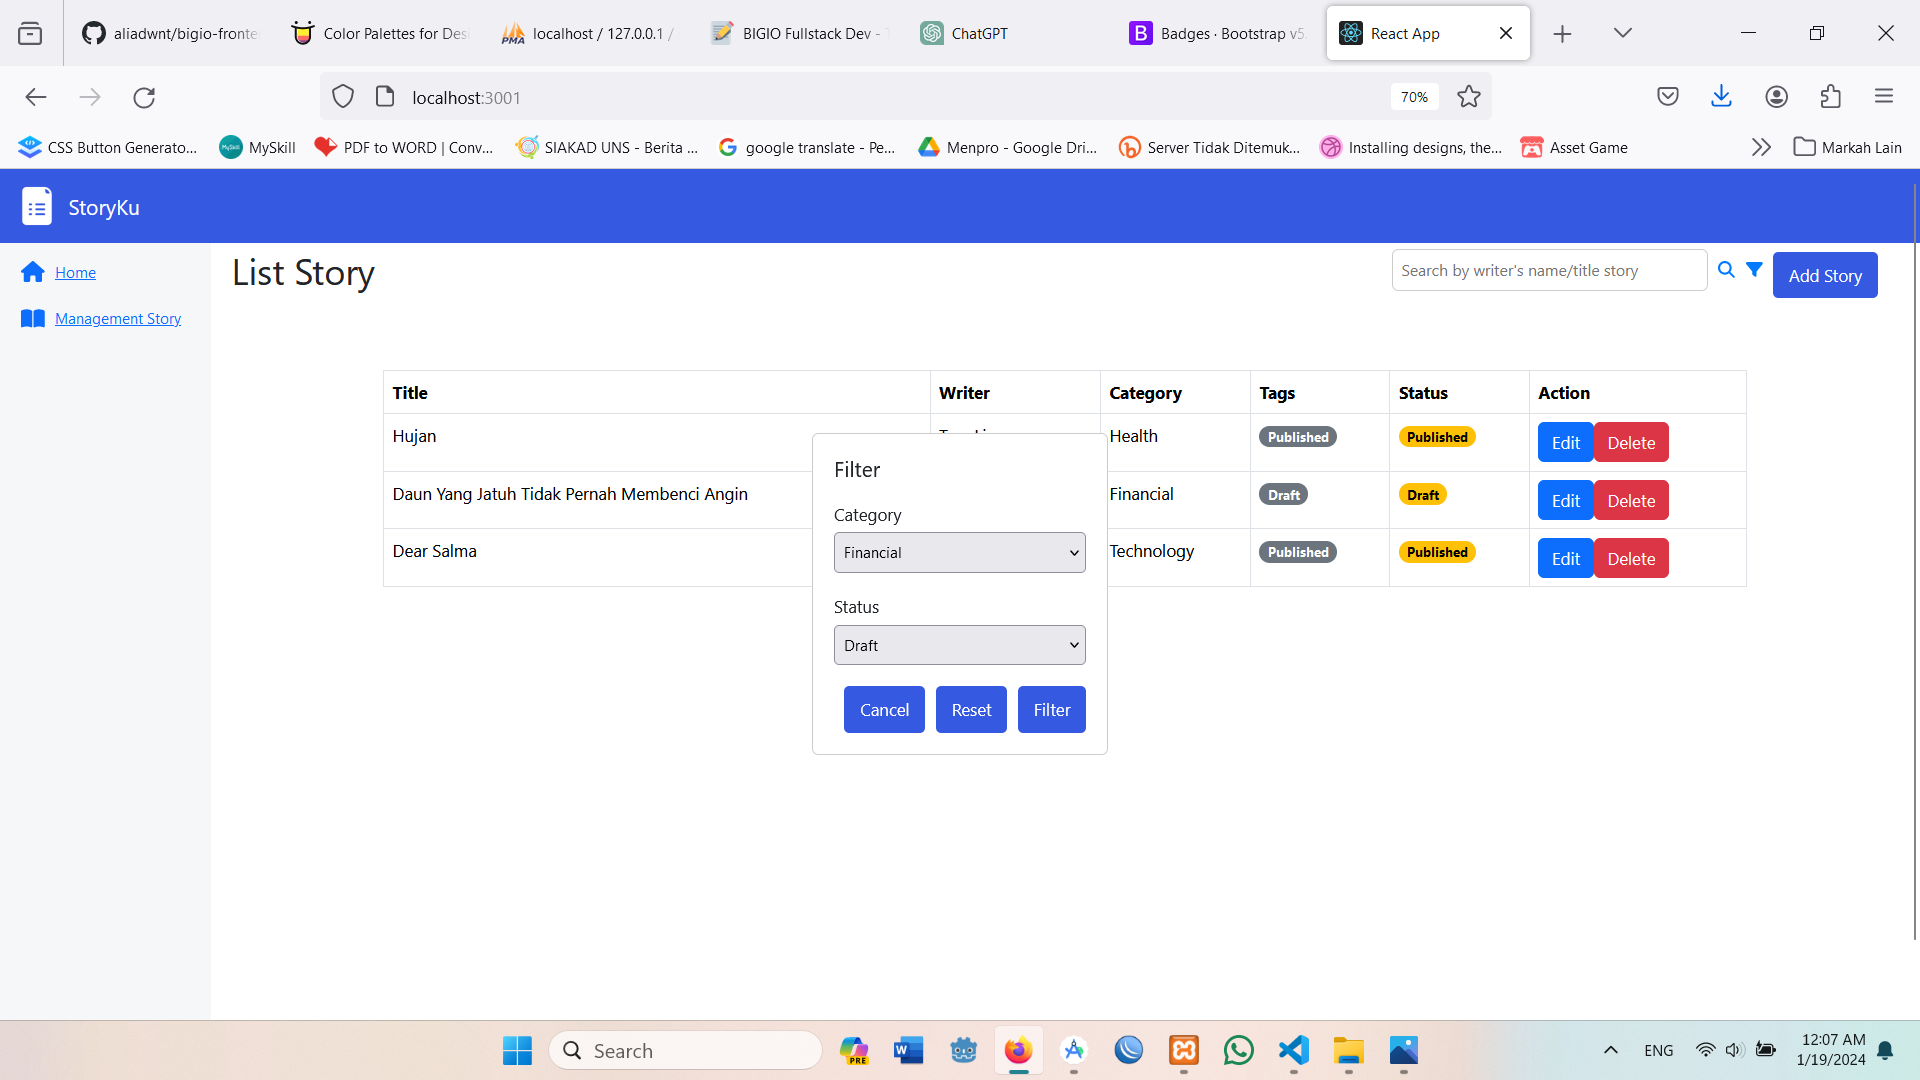 aliadwnt/bigio-fronte
Color Palettes for Des
localhost / 127.0.0.1 /
BIGIO Fullstack Dev -
ChatGPT
Badges · Bootstrap v5.
React App
localhost:3001
70%
CSS Button Generato...
MySkill
PDF to WORD | Conv...
SIAKAD UNS - Berita ...
google translate - Pe...
Menpro - Google Dri...
Server Tidak Ditemuk...
Installing designs, the...
Asset Game
Markah Lain
StoryKu
Home
Management Story
List Story
Search by writer's name/title story
Add Story
Title Writer Category Tags Status Action
Hujan Health Published Published Edit Delete
Daun Yang Jatuh Tidak Pernah Membenci Angin Financial Draft Draft Edit Delete
Dear Salma Technology Published Published Edit Delete
Filter
Category
Financial
Status
Draft
Cancel Reset Filter
Search
PRE
ENG
12:07 AM
1/19/2024